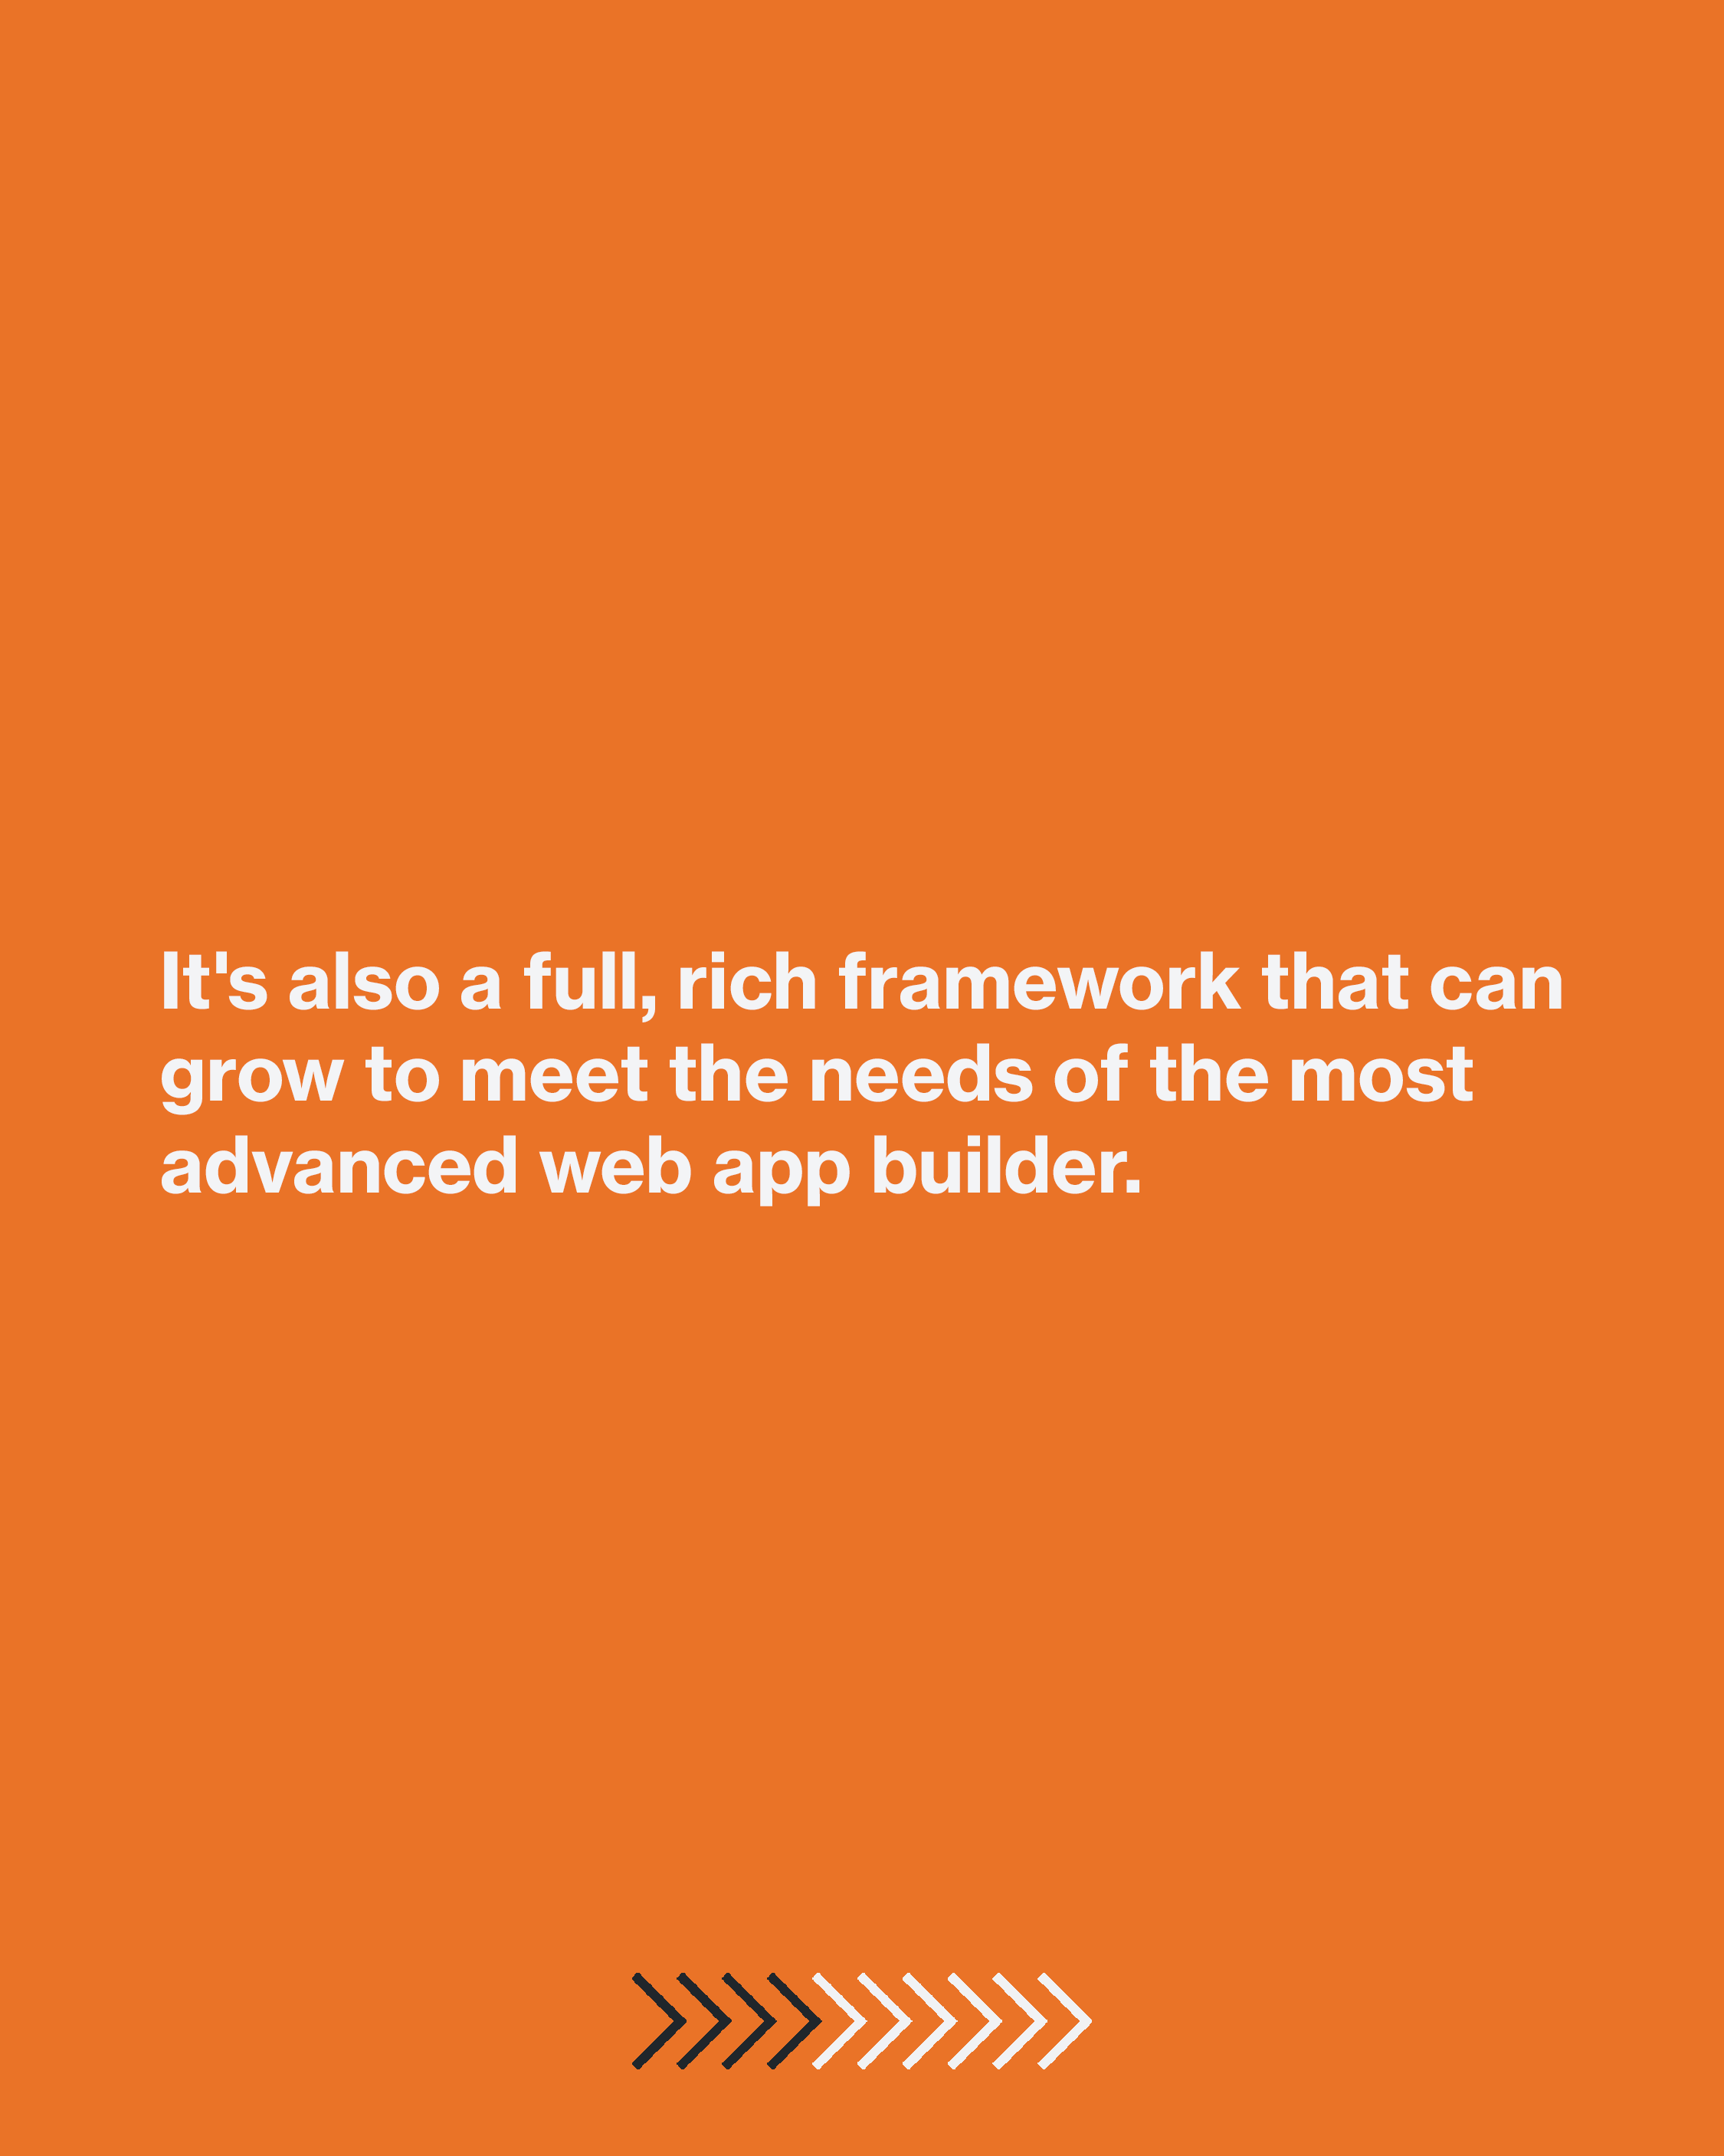 It's also a full, rich framework that can
grow to meet the needs of the most
advanced web app builder.